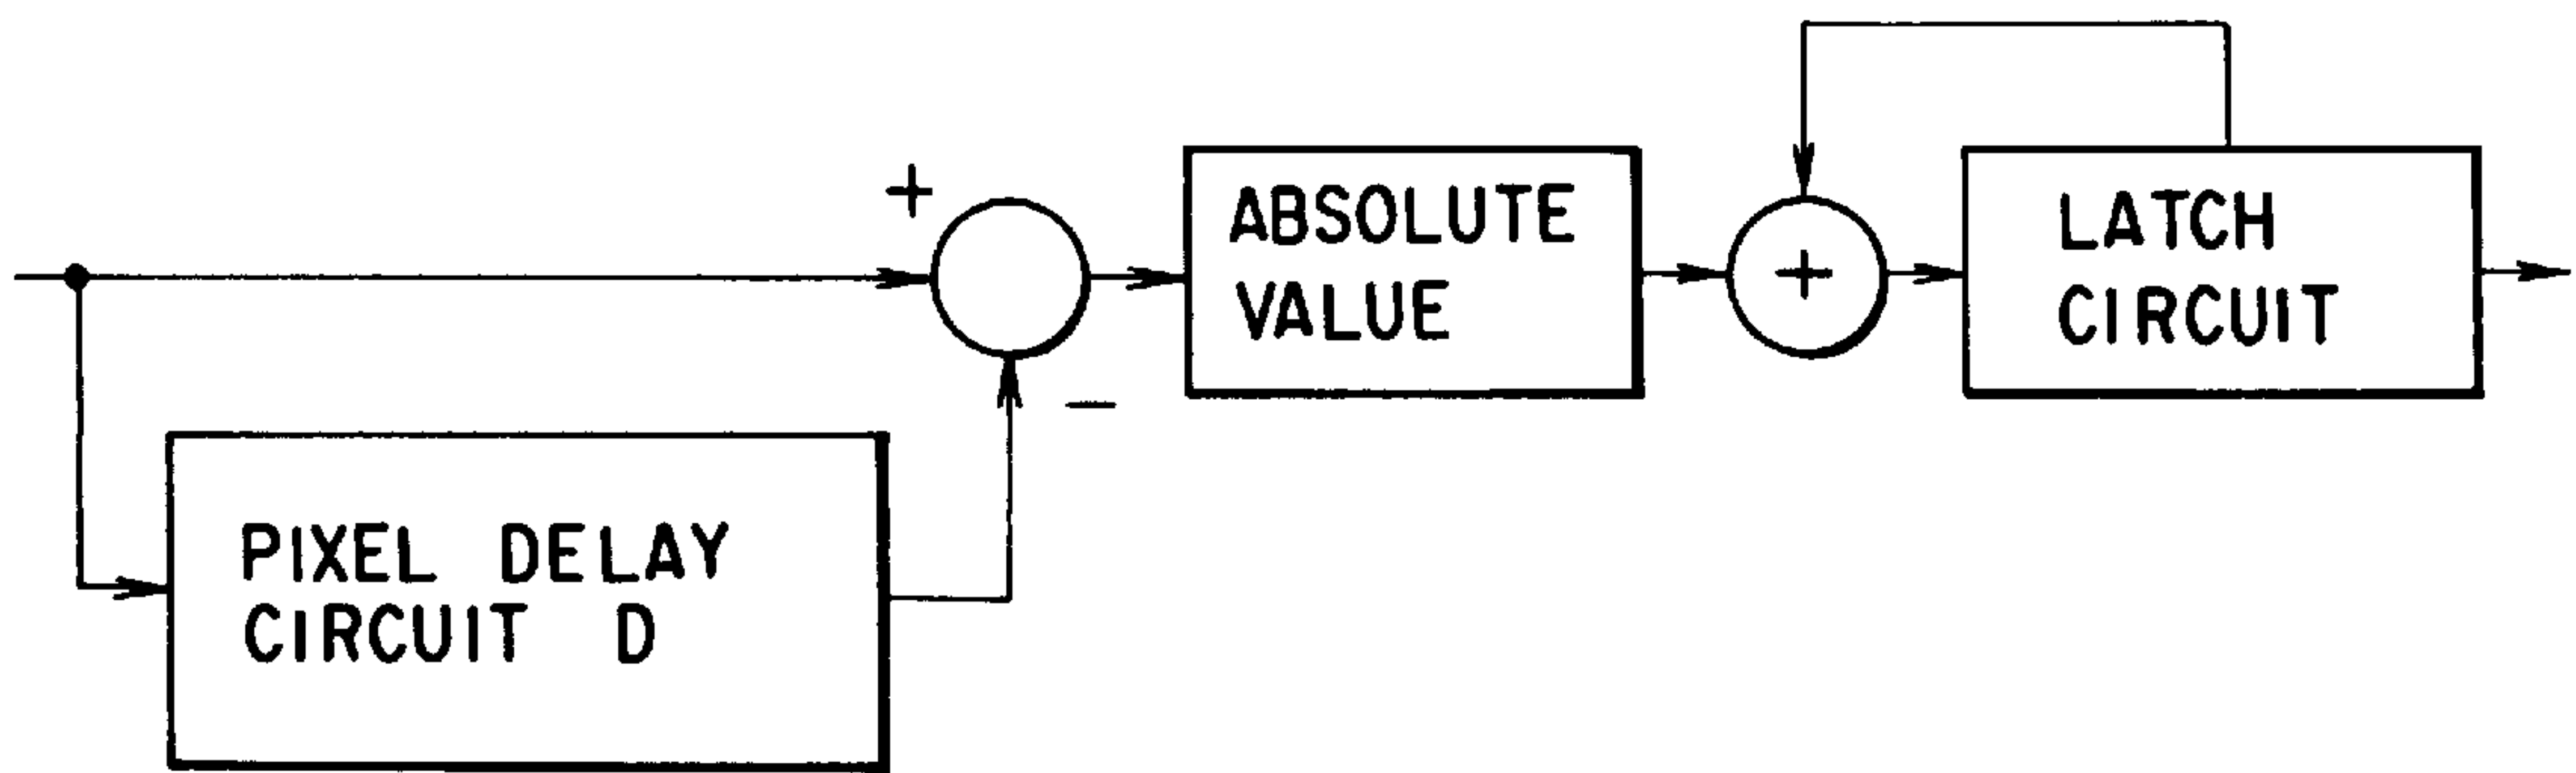 +
ABSOLUTE
VALUE
+
LATCH
CIRCUIT
−
PIXEL DELAY
CIRCUIT D